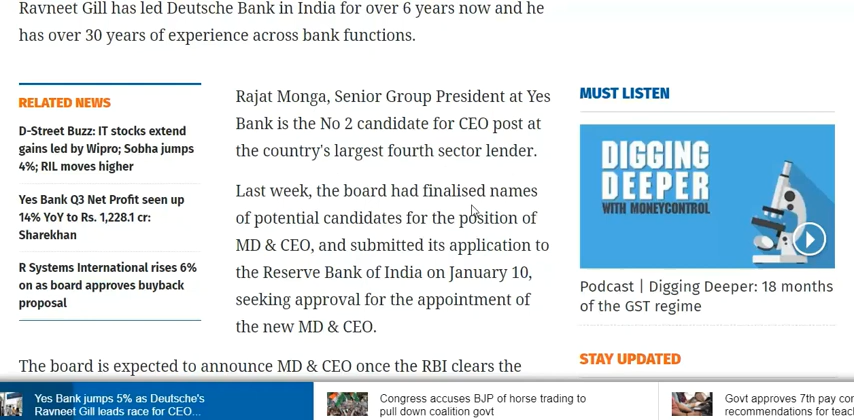 Ravneet Gill has led Deutsche Bank in India for over 6 years now and he
has over 30 years of experience across bank functions.
RELATED NEWS
D-Street Buzz: IT stocks extend
gains led by Wipro; Sobha jumps
4%; RIL moves higher
Yes Bank Q3 Net Profit seen up
14% YoY to Rs. 1,228.1 cr:
Sharekhan
R Systems International rises 6%
on as board approves buyback
proposal
Rajat Monga, Senior Group President at Yes
Bank is the No 2 candidate for CEO post at
the country's largest fourth sector lender.
Last week, the board had finalised names
of potential candidates for the position of
MD & CEO, and submitted its application to
the Reserve Bank of India on January 10,
seeking approval for the appointment of
the new MD & CEO.
The board is expected to announce MD & CEO once the RBI clears the
MUST LISTEN
DIGGING
DEEPER
WITH MONEYCONTROL
Podcast | Digging Deeper: 18 months
of the GST regime
STAY UPDATED
Yes Bank jumps 5% as Deutsche's
Ravneet Gill leads race for CEO...
Congress accuses BJP of horse trading to
pull down coalition govt
Govt approves 7th pay con
recommendations for teac